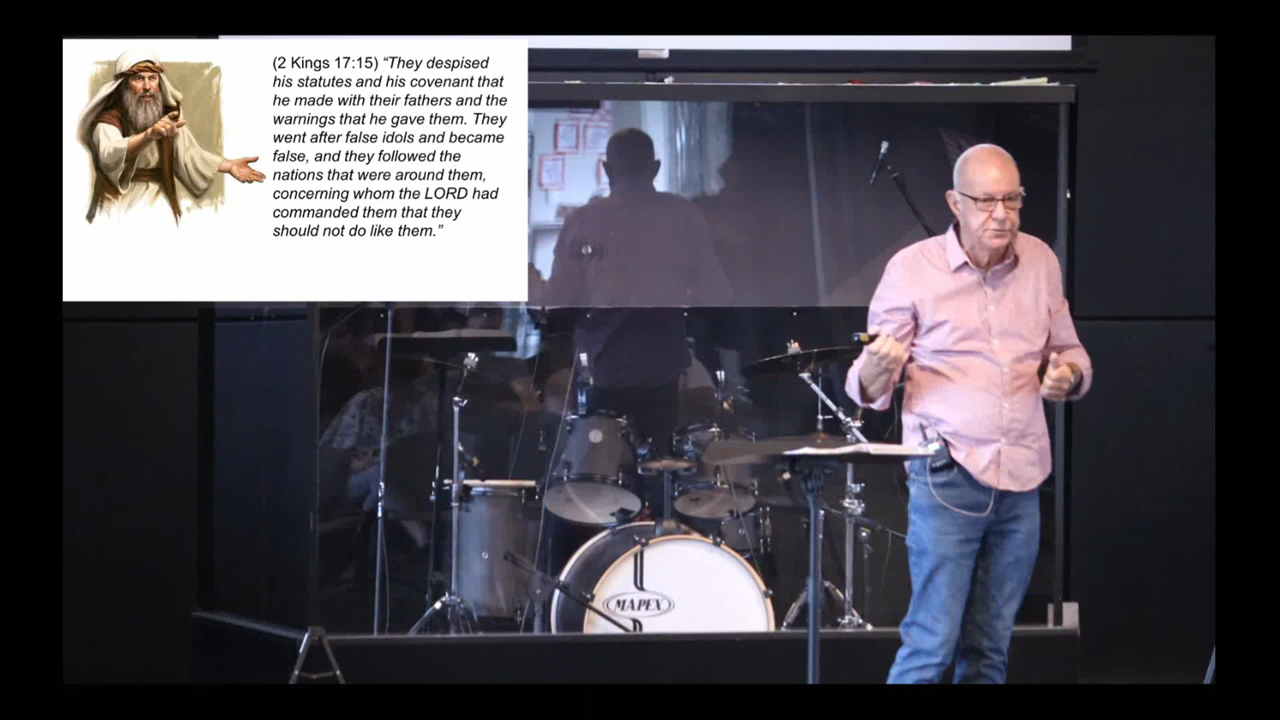 (2 Kings 17:15) “They despised
his statutes and his covenant that
he made with their fathers and the
warnings that he gave them. They
went after false idols and became
false, and they followed the
nations that were around them,
concerning whom the LORD had
commanded them that they
should not do like them.”
MAPEX